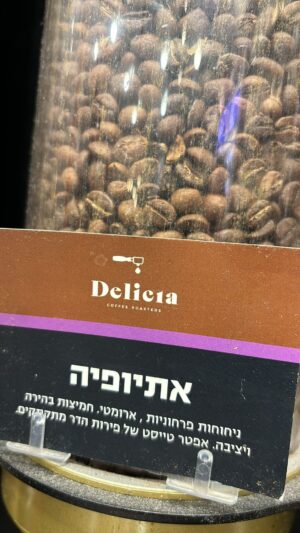 Delicia
COFFEE ROASTERS
אתיופיה
ניחוחות פרחוניות, ארומטי. חמיצות בהירה
ויציבה. אפטר טייסט של פירות הדר מתקתקים.